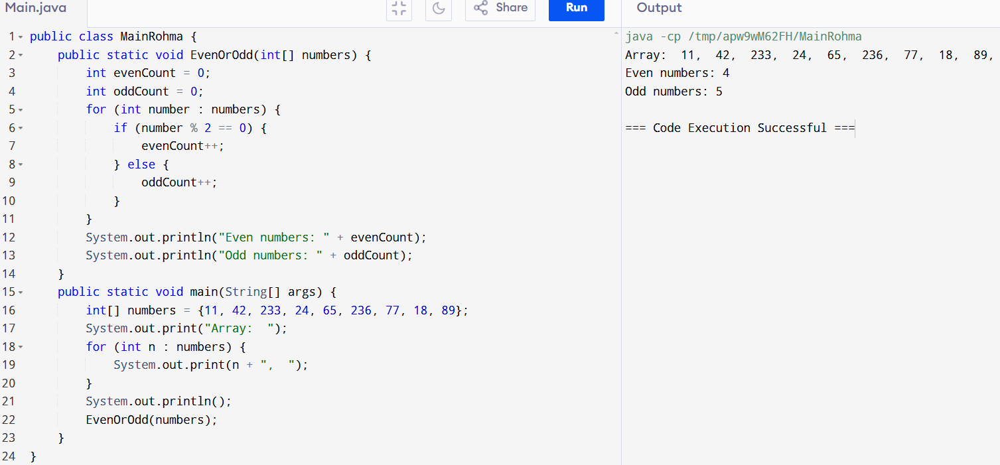 Main.java
Share
Run
Output
1 public class MainRohma {
2     public static void EvenOrOdd(int[] numbers) {
3         int evenCount = 0;
4         int oddCount = 0;
5         for (int number : numbers) {
6             if (number % 2 == 0) {
7                 evenCount++;
8             } else {
9                 oddCount++;
10             }
11         }
12         System.out.println("Even numbers: " + evenCount);
13         System.out.println("Odd numbers: " + oddCount);
14     }
15     public static void main(String[] args) {
16         int[] numbers = {11, 42, 233, 24, 65, 236, 77, 18, 89};
17         System.out.print("Array:  ");
18         for (int n : numbers) {
19             System.out.print(n + ",  ");
20         }
21         System.out.println();
22         EvenOrOdd(numbers);
23     }
24 }
java -cp /tmp/apw9wM62FH/MainRohma
Array:  11,  42,  233,  24,  65,  236,  77,  18,  89,
Even numbers: 4
Odd numbers: 5
=== Code Execution Successful ===